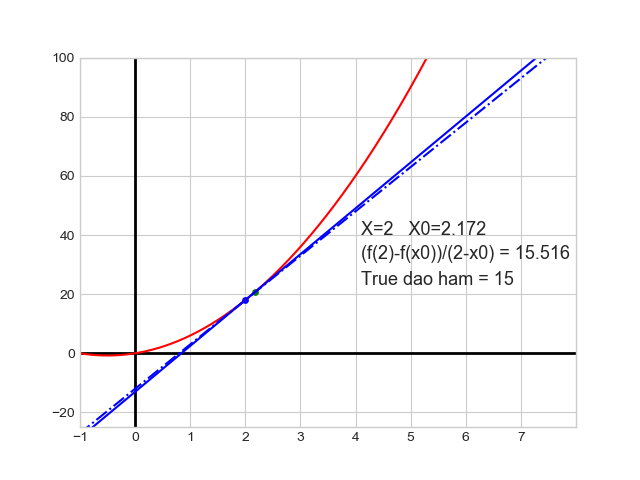 100
80
60
40
20
0
−20
X=2 X0=2.172
(f(2)-f(x0))/(2-x0) = 15.516
True dao ham = 15
−1 0 1 2 3 4 5 6 7